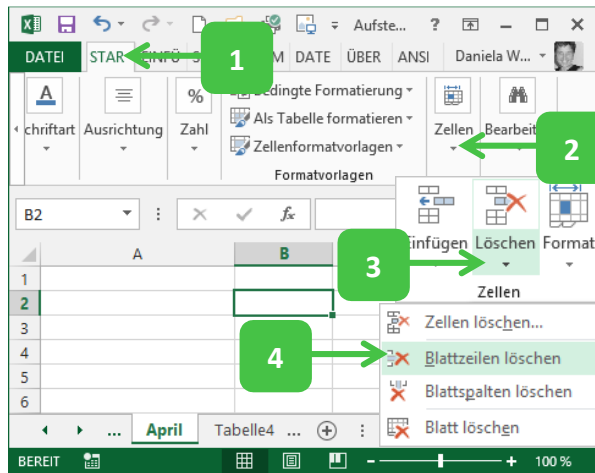 Aufste... ?
DATEI STAR EINFÜ S M DATE ÜBER ANSI Daniela W...
1
A % Bedingte Formatierung
Als Tabelle formatieren
chriftart Ausrichtung Zahl Zellen Bearbeit
Zellenformatvorlagen
2
Formatvorlagen
B2 fx
Einfügen Löschen Format
3
A B
Zellen
1
2
3
4
5
6
Zellen löschen...
4
Blattzeilen löschen
Blattspalten löschen
Blatt löschen
... April Tabelle4 ...
BEREIT 100 %